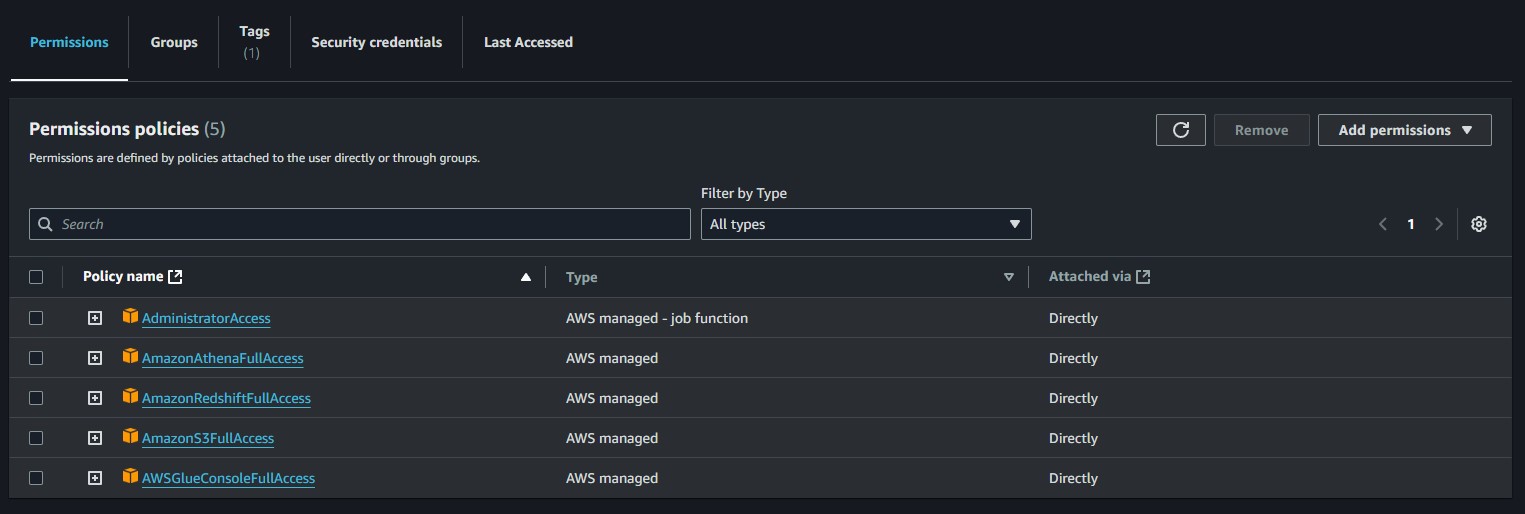 Permissions
Groups
Tags
(1)
Security credentials
Last Accessed
Permissions policies (5)
Permissions are defined by policies attached to the user directly or through groups.
Remove
Add permissions
Filter by Type
Search
All types
1
Policy name
Type
Attached via
AdministratorAccess
AWS managed - job function
Directly
AmazonAthenaFullAccess
AWS managed
Directly
AmazonRedshiftFullAccess
AWS managed
Directly
AmazonS3FullAccess
AWS managed
Directly
AWSGlueConsoleFullAccess
AWS managed
Directly